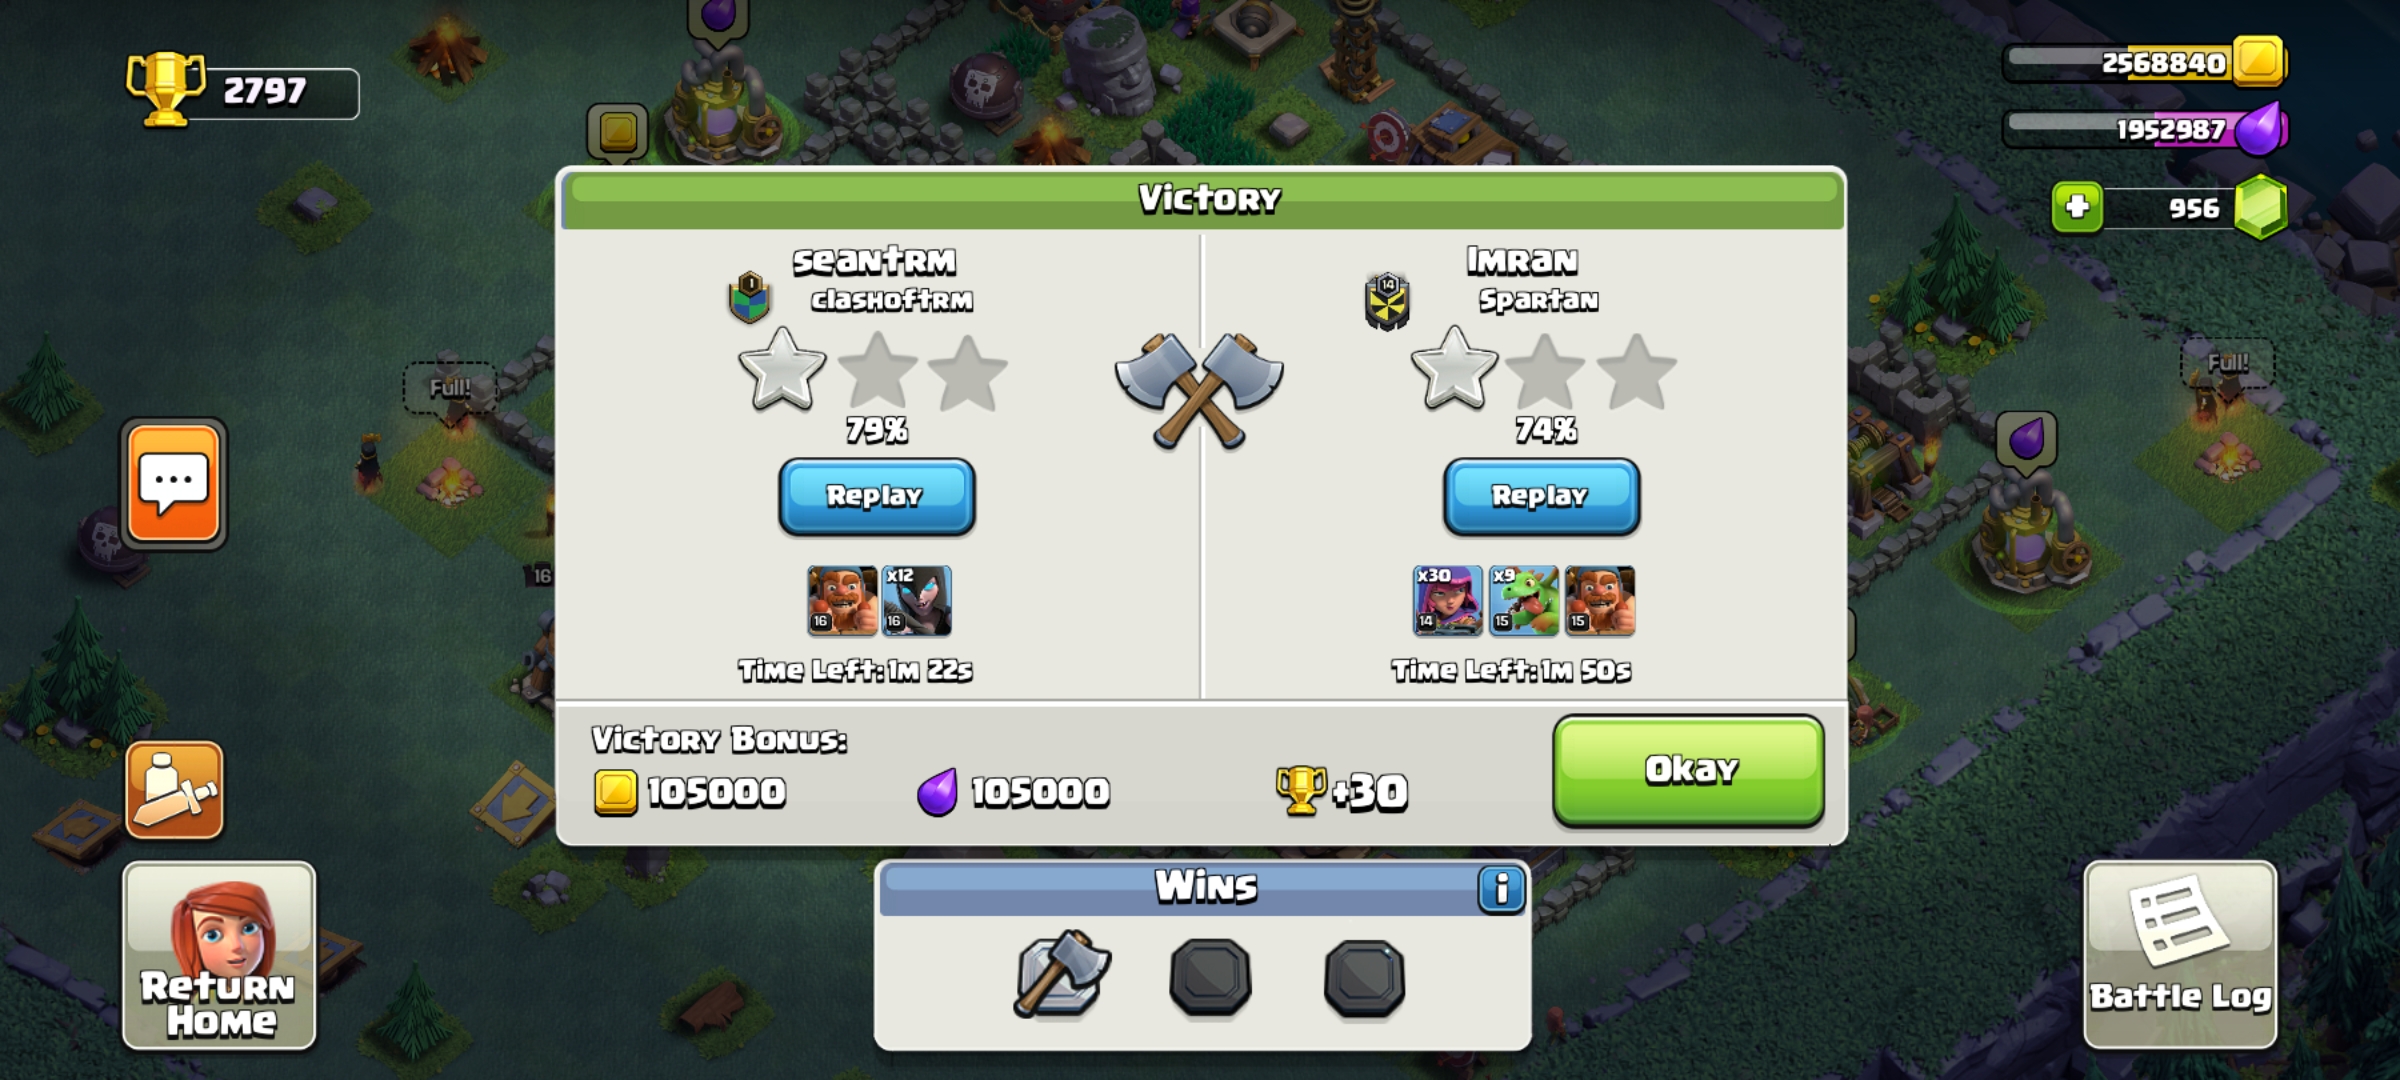 2797
2568840
1952987
956
Victory
seantrm
clashoftrm
1
79%
Replay
x12
16
16
Time Left: 1m 22s
Imran
Spartan
14
74%
Replay
x30
x9
14
15
15
Time Left: 1m 50s
Victory Bonus:
105000
105000
+30
Okay
Wins
i
Full!
Full!
16
Return
Home
Battle Log